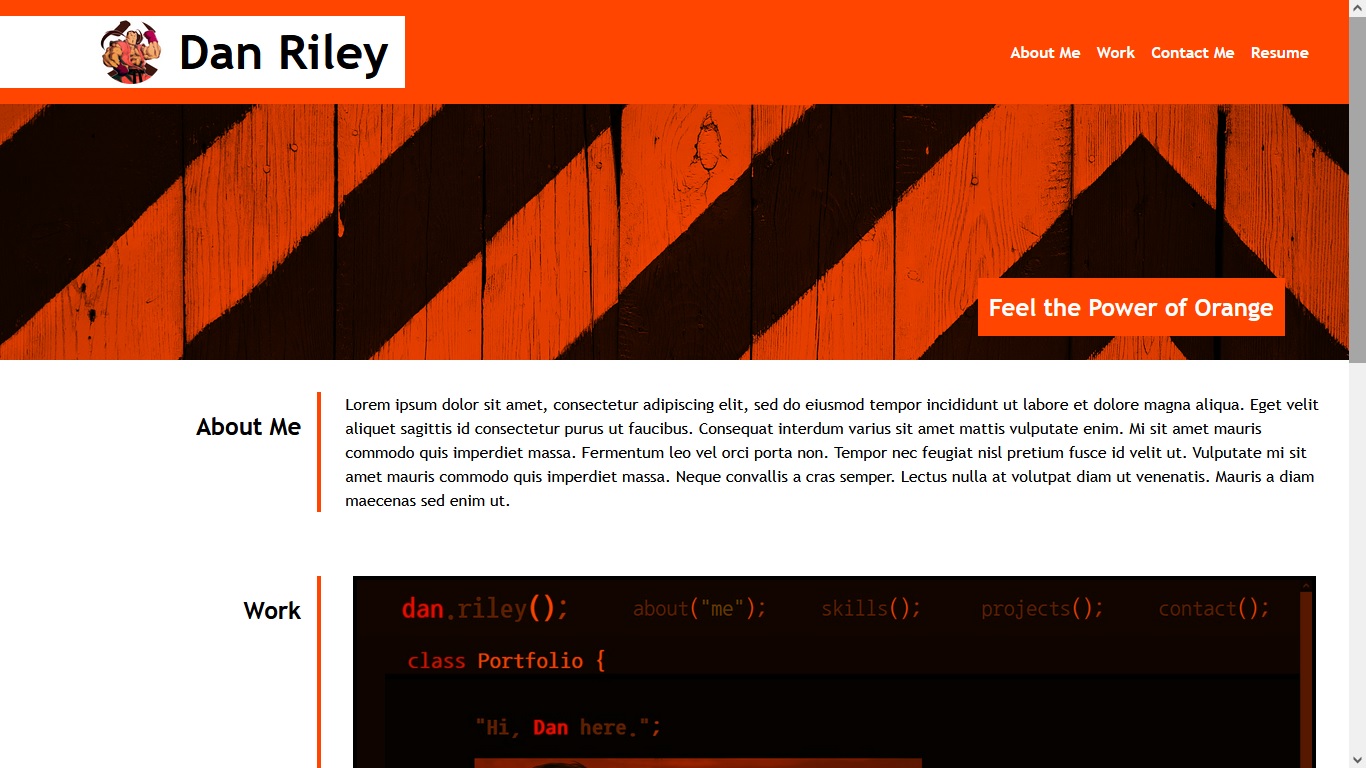 Dan Riley
About Me Work Contact Me Resume
Feel the Power of Orange
About Me
Lorem ipsum dolor sit amet, consectetur adipiscing elit, sed do eiusmod tempor incididunt ut labore et dolore magna aliqua. Eget velit
aliquet sagittis id consectetur purus ut faucibus. Consequat interdum varius sit amet mattis vulputate enim. Mi sit amet mauris
commodo quis imperdiet massa. Fermentum leo vel orci porta non. Tempor nec feugiat nisl pretium fusce id velit ut. Vulputate mi sit
amet mauris commodo quis imperdiet massa. Neque convallis a cras semper. Lectus nulla at volutpat diam ut venenatis. Mauris a diam
maecenas sed enim ut.
Work
dan.riley(); about("me"); skills(); projects(); contact();
class Portfolio {
"Hi, Dan here.";